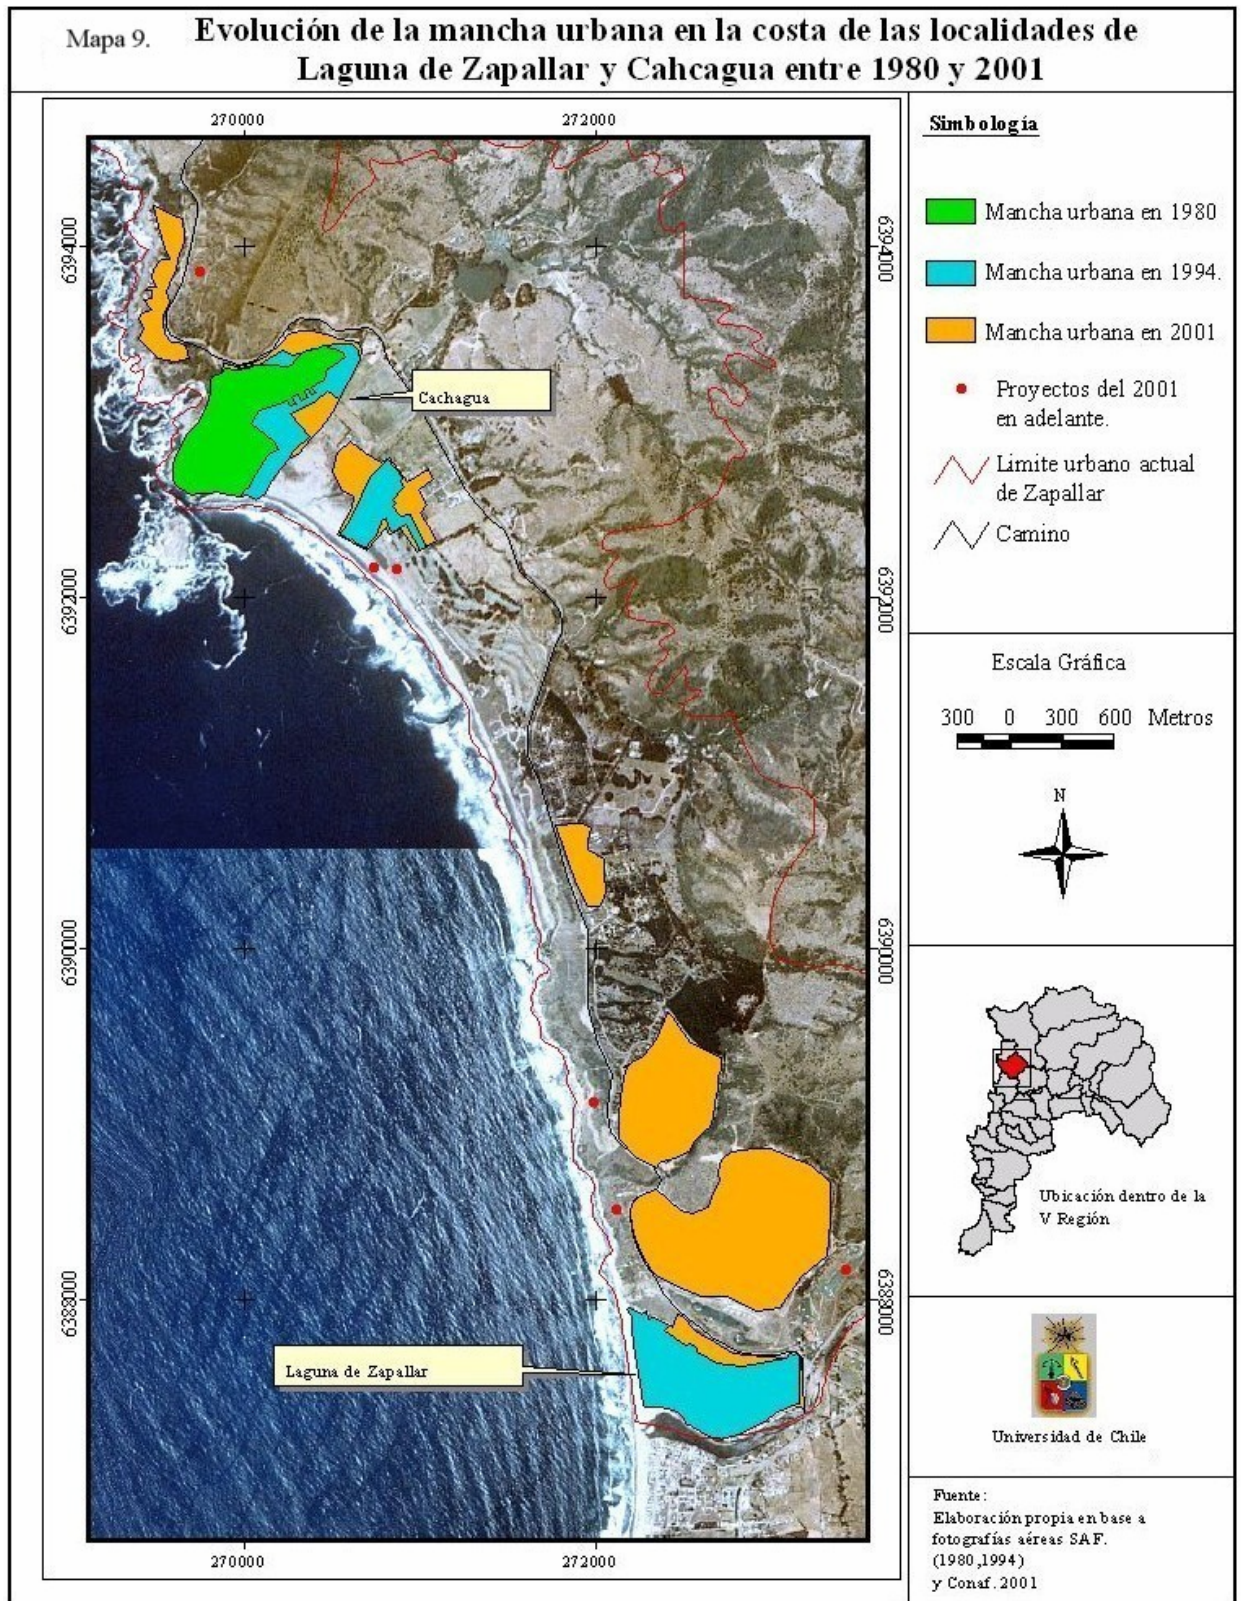 Mapa 9.
Evolución de la mancha urbana en la costa de las localidades de
Laguna de Zapallar y Cahcagua entre 1980 y 2001
270000
272000
6394000
6394000
Cachagua
6392000
6392000
6390000
6390000
6388000
6388000
Laguna de Zapallar
270000
272000
Simbología
Mancha urbana en 1980
Mancha urbana en 1994.
Mancha urbana en 2001
Proyectos del 2001
en adelante.
Limite urbano actual
de Zapallar
Camino
Escala Gráfica
300 0 300 600 Metros
N
Ubicación dentro de la
V Región
Universidad de Chile
Fuente:
Elaboración propia en base a
fotografías aéreas SAF.
(1980,1994)
y Conaf. 2001